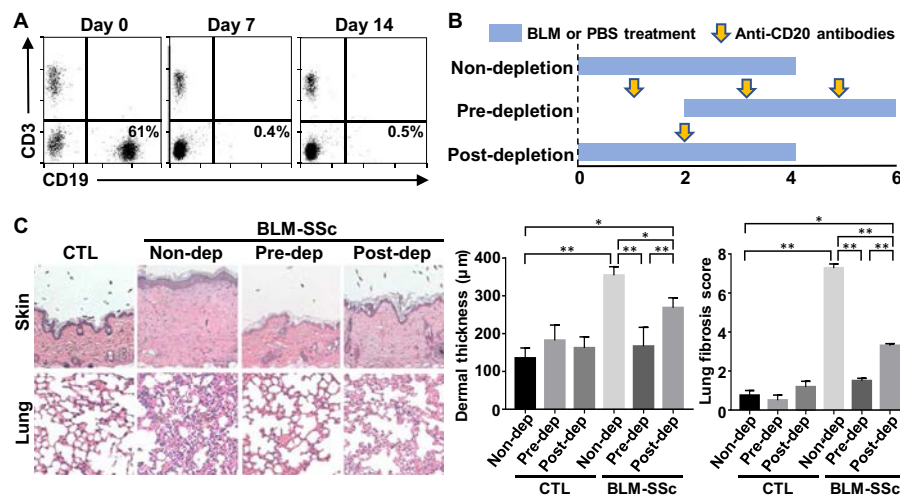 A
Day 0
Day 7
Day 14
CD3
61%
0.4%
0.5%
CD19
B
BLM or PBS treatment
Anti-CD20 antibodies
Non-depletion
Pre-depletion
Post-depletion
0
2
4
6
C
BLM-SSc
CTL
Non-dep
Pre-dep
Post-dep
Skin
Lung
Dermal thickness (μm)
400
300
200
100
0
*
*
**
**
**
Non-dep
Pre-dep
Post-dep
Non-dep
Pre-dep
Post-dep
CTL
BLM-SSc
Lung fibrosis score
8
6
4
2
0
*
**
**
**
**
Non-dep
Pre-dep
Post-dep
Non-dep
Pre-dep
Post-dep
CTL
BLM-SSc